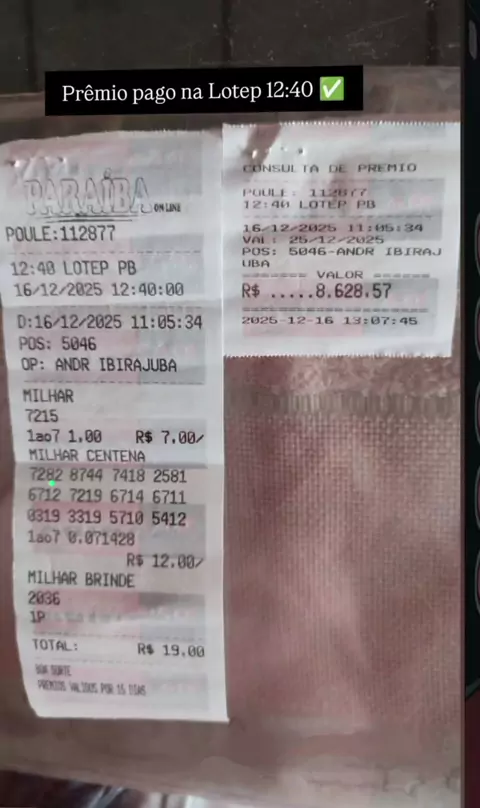 Prêmio pago na Lotep 12:40 ✅
PARAÍBA ON LINE
POULE:112877
12:40 LOTEP PB
16/12/2025 12:40:00
D:16/12/2025 11:05:34
POS: 5046
OP: ANDR IBIRAJUBA
MILHAR
7215
1ao7 1.00 R$ 7.00/
MILHAR CENTENA
7282 8744 7418 2581
6712 7219 6714 6711
0319 3319 5710 5412
1ao7 0.071428
R$ 12.00/
MILHAR BRINDE
2036
1P
TOTAL: R$ 19.00
BOA SORTE
PREMIOS VALIDOS POR 15 DIAS
CONSULTA DE PREMIO
POULE: 112877
12:40 LOTEP PB
16/12/2025 11:05:34
VAL: 25/12/2025
POS: 5046-ANDR IBIRAJ
UBA
====== VALOR ======
R$ .....8.628.57
2025-12-16 13:07:45